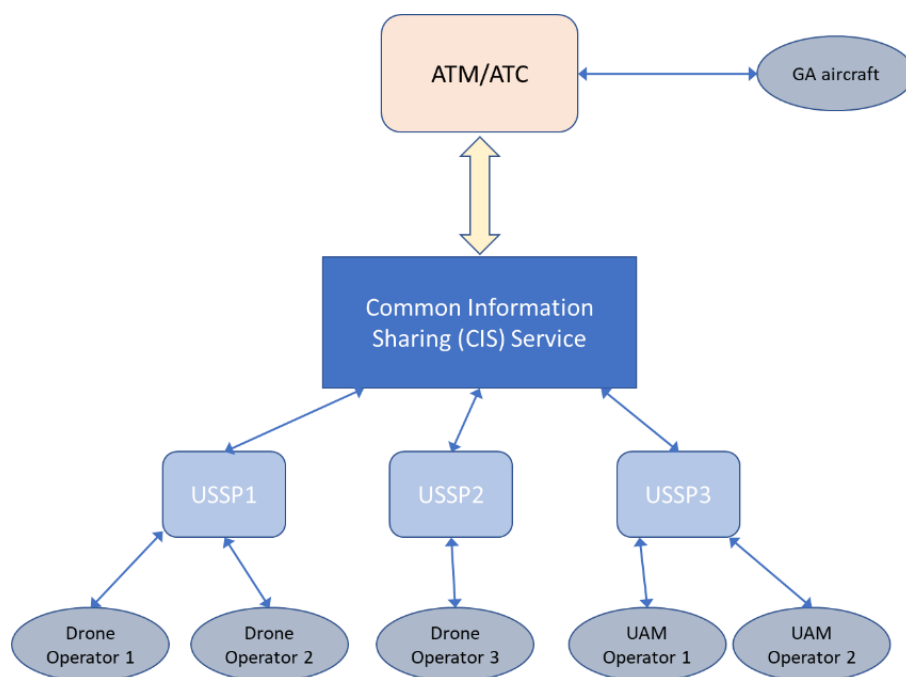 ATM/ATC
GA aircraft
Common Information
Sharing (CIS) Service
USSP1
USSP2
USSP3
Drone
Operator 1
Drone
Operator 2
Drone
Operator 3
UAM
Operator 1
UAM
Operator 2